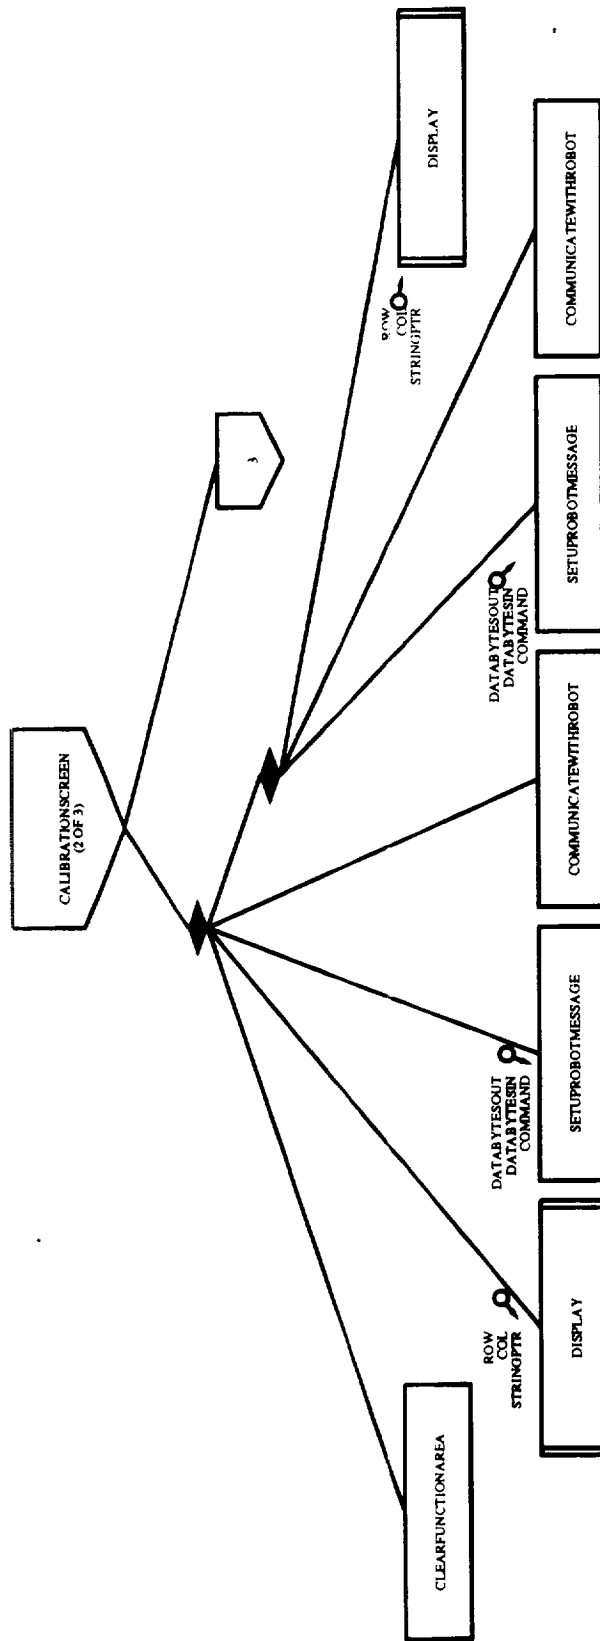 CALIBRATIONSCREEN
(2 OF 3)
3
CLEARFUNCTIONAREA
ROW
COL
STRINGPTR
DISPLAY
ROW
COL
STRINGPTR
DISPLAY
DATABYTESOUT
DATABYTESIN
COMMAND
SETUPROBOTMESSAGE
COMMUNICATEWITHROBOT
DATABYTESOUT
DATABYTESIN
COMMAND
SETUPROBOTMESSAGE
COMMUNICATEWITHROBOT